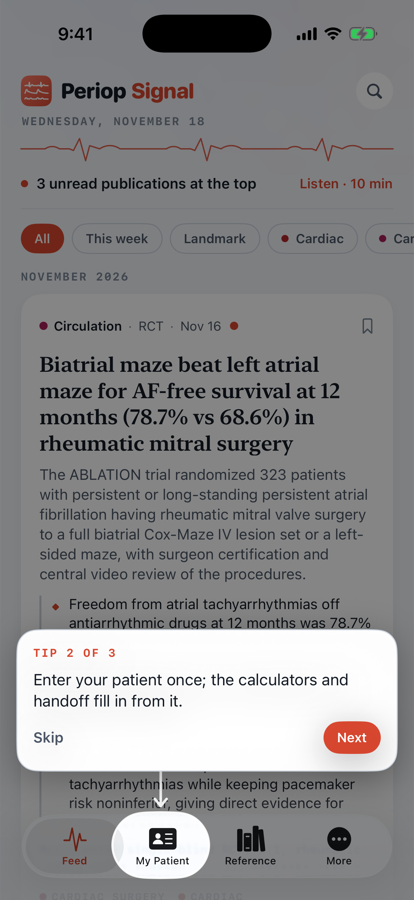 9:41
Periop Signal
WEDNESDAY, NOVEMBER 18
3 unread publications at the top
Listen · 10 min
All
This week
Landmark
Cardiac
Car
NOVEMBER 2026
Circulation · RCT · Nov 16
Biatrial maze beat left atrial
maze for AF-free survival at 12
months (78.7% vs 68.6%) in
rheumatic mitral surgery
The ABLATION trial randomized 323 patients
with persistent or long-standing persistent atrial
fibrillation having rheumatic mitral valve surgery
to a full biatrial Cox-Maze IV lesion set or a left-
sided maze, with surgeon certification and
central video review of the procedures.
Freedom from atrial tachyarrhythmias off
antiarrhythmic drugs at 12 months was 78.7%
TIP 2 OF 3
Enter your patient once; the calculators and
handoff fill in from it.
Skip
Next
tachyarrhythmias while keeping pacemaker
risk noninferior, giving direct evidence for
Feed
My Patient
Reference
More
CARDIAC SURGERY
CARDIAC